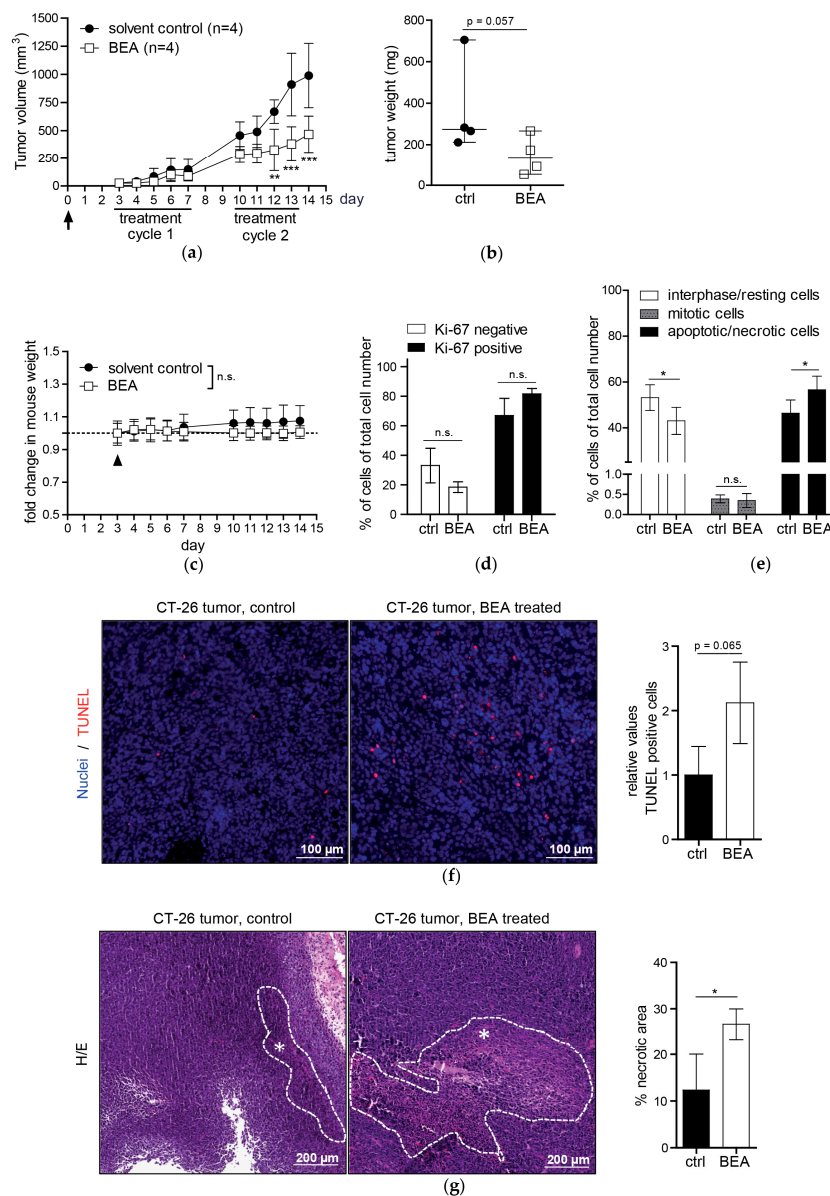 1500
1250
1000
750
500
250
0
Tumor volume (mm³)
solvent control (n=4)
BEA (n=4)
** *** ***
0 1 2 3 4 5 6 7 8 9 10 11 12 13 14 15 day
treatment
cycle 1
treatment
cycle 2
(a)
800
600
400
200
0
tumor weight (mg)
p = 0.057
ctrl BEA
(b)
1.5
1.3
1.1
1.0
0.9
0.7
0.5
fold change in mouse weight
solvent control
BEA
n.s.
0 1 2 3 4 5 6 7 8 9 10 11 12 13 14 15
day
(c)
Ki-67 negative
Ki-67 positive
100
80
60
40
20
0
% of cells of total cell number
n.s.
n.s.
ctrl BEA ctrl BEA
(d)
100
80
60
40
0.5
0.0
% of cells of total cell number
interphase/resting cells
mitotic cells
apoptotic/necrotic cells
*
n.s.
*
ctrl BEA ctrl BEA ctrl BEA
(e)
CT-26 tumor, control
CT-26 tumor, BEA treated
Nuclei / TUNEL
100 µm
100 µm
3
2
1
0
relative values
TUNEL positive cells
p = 0.065
ctrl BEA
(f)
CT-26 tumor, control
CT-26 tumor, BEA treated
H/E
*
*
200 µm
200 µm
40
30
20
10
0
% necrotic area
*
ctrl BEA
(g)